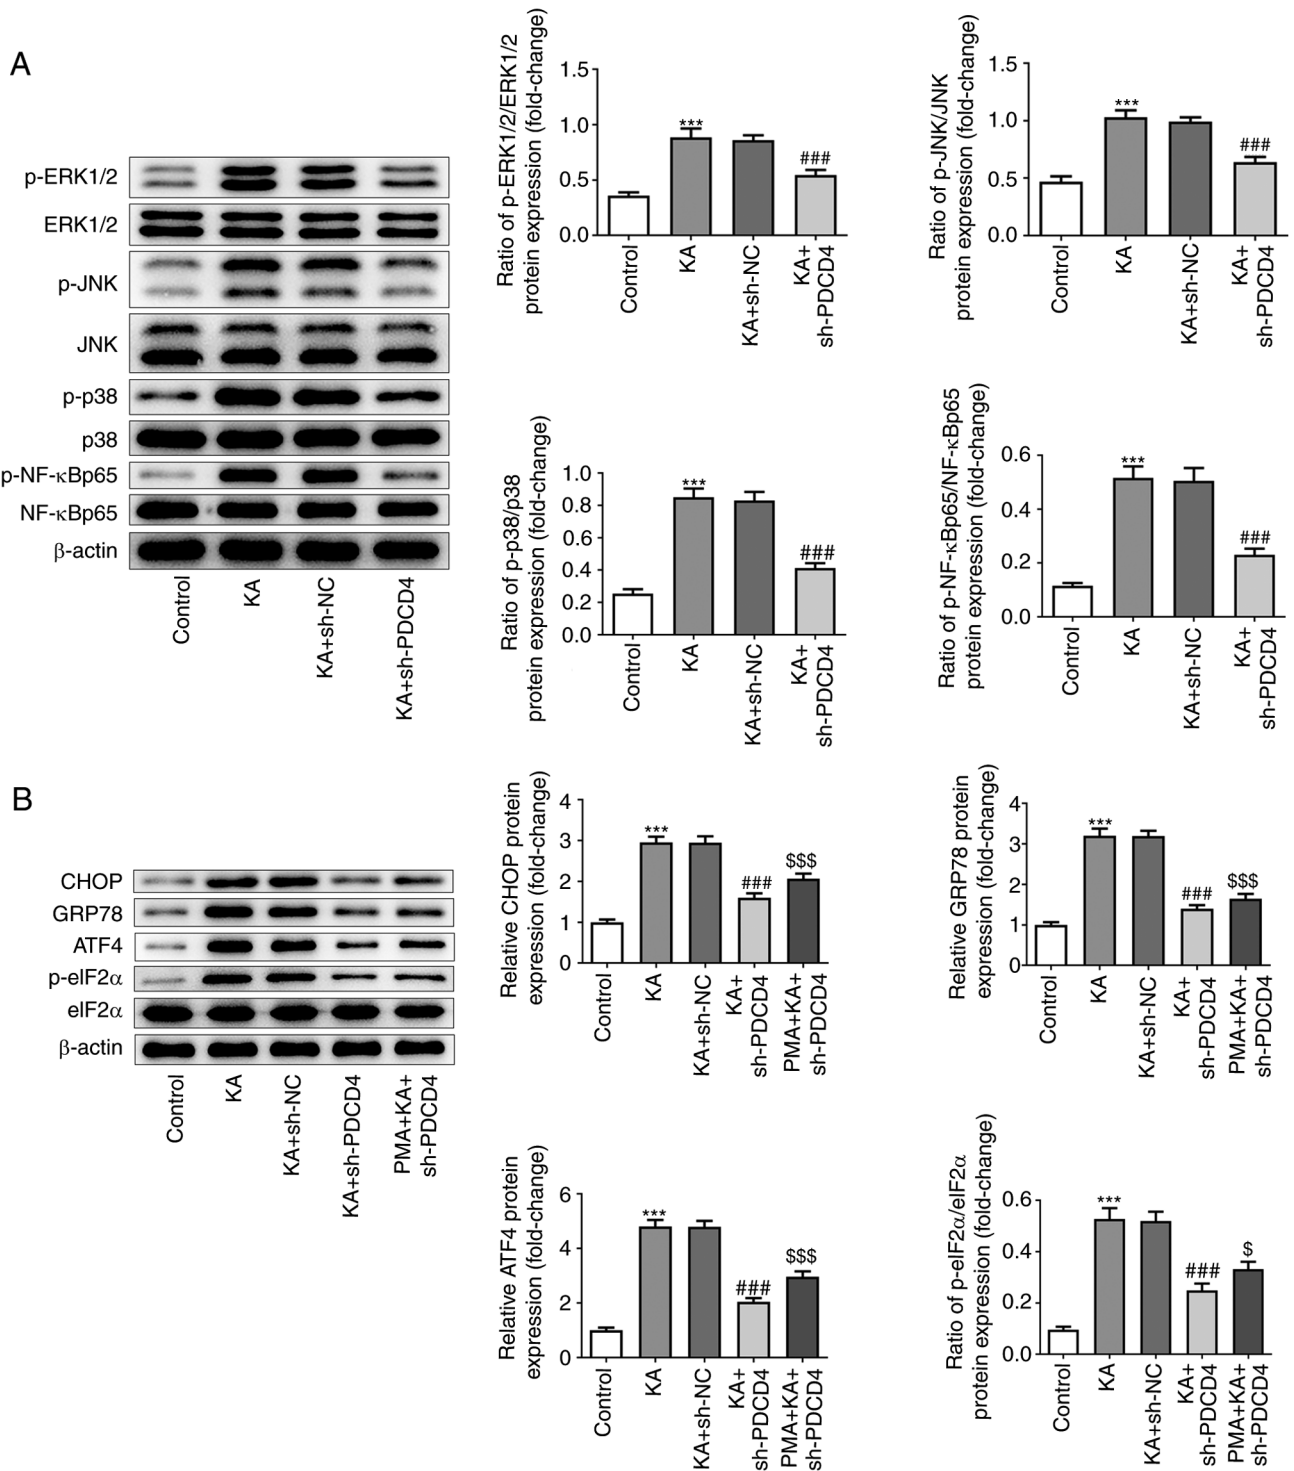 A
p-ERK1/2
ERK1/2
p-JNK
JNK
p-p38
p38
p-NF-κBp65
NF-κBp65
β-actin
Control
KA
KA+sh-NC
KA+sh-PDCD4
Ratio of p-ERK1/2/ERK1/2
protein expression (fold-change)
1.5
1.0
0.5
0.0
***
###
Control
KA
KA+sh-NC
KA+
sh-PDCD4
Ratio of p-JNK/JNK
protein expression (fold-change)
1.5
1.0
0.5
0.0
***
###
Control
KA
KA+sh-NC
KA+
sh-PDCD4
Ratio of p-p38/p38
protein expression (fold-change)
1.0
0.8
0.6
0.4
0.2
0.0
***
###
Control
KA
KA+sh-NC
KA+
sh-PDCD4
Ratio of p-NF-κBp65/NF-κBp65
protein expression (fold-change)
0.6
0.4
0.2
0.0
***
###
Control
KA
KA+sh-NC
KA+
sh-PDCD4
B
CHOP
GRP78
ATF4
p-eIF2α
eIF2α
β-actin
Control
KA
KA+sh-NC
KA+sh-PDCD4
PMA+KA+
sh-PDCD4
Relative CHOP protein
expression (fold-change)
4
3
2
1
0
***
###
$$$
Control
KA
KA+sh-NC
KA+
sh-PDCD4
PMA+KA+
sh-PDCD4
Relative GRP78 protein
expression (fold-change)
4
3
2
1
0
***
###
$$$
Control
KA
KA+sh-NC
KA+
sh-PDCD4
PMA+KA+
sh-PDCD4
Relative ATF4 protein
expression (fold-change)
6
4
2
0
***
###
$$$
Control
KA
KA+sh-NC
KA+
sh-PDCD4
PMA+KA+
sh-PDCD4
Ratio of p-eIF2α/eIF2α
protein expression (fold-change)
0.6
0.4
0.2
0.0
***
###
$
Control
KA
KA+sh-NC
KA+
sh-PDCD4
PMA+KA+
sh-PDCD4